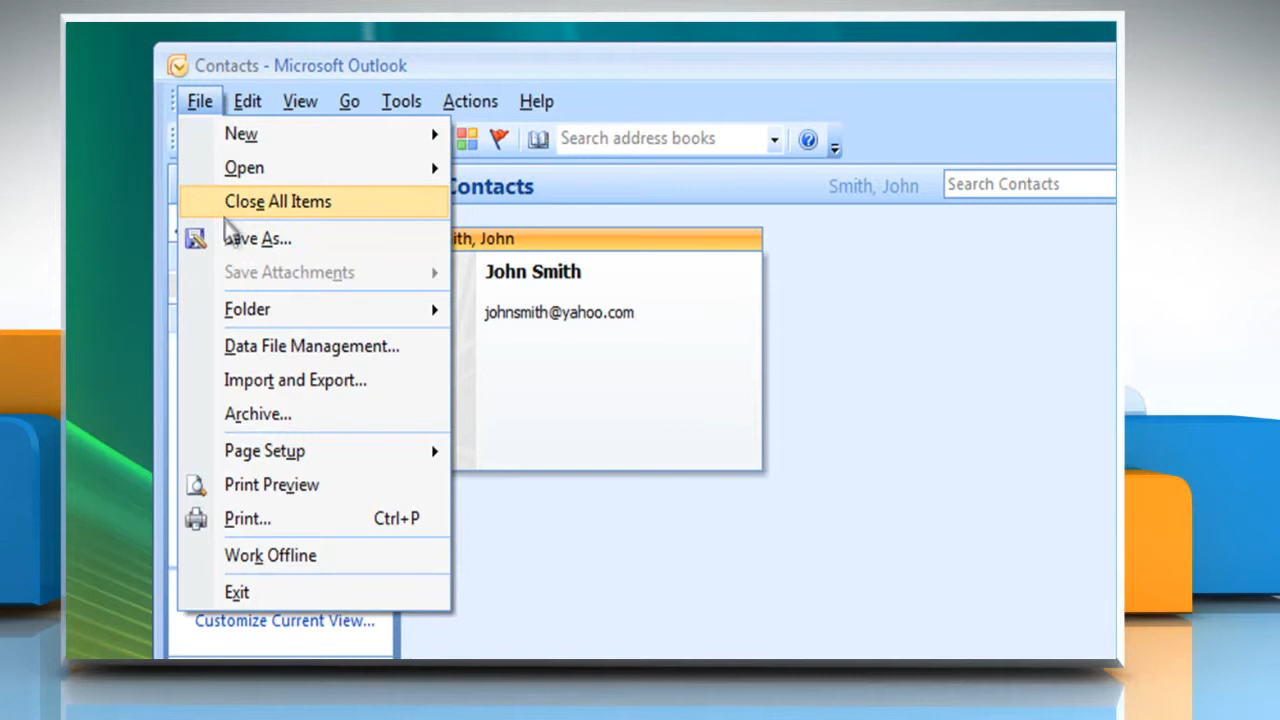 Contacts - Microsoft Outlook
File Edit View Go Tools Actions Help
New
Search address books
Open
Close All Items
Contacts
Smith, John
Search Contacts
Save As...
ith, John
Save Attachments
John Smith
Folder
johnsmith@yahoo.com
Data File Management...
Import and Export...
Archive...
Page Setup
Print Preview
Print... Ctrl+P
Work Offline
Exit
Customize Current View...